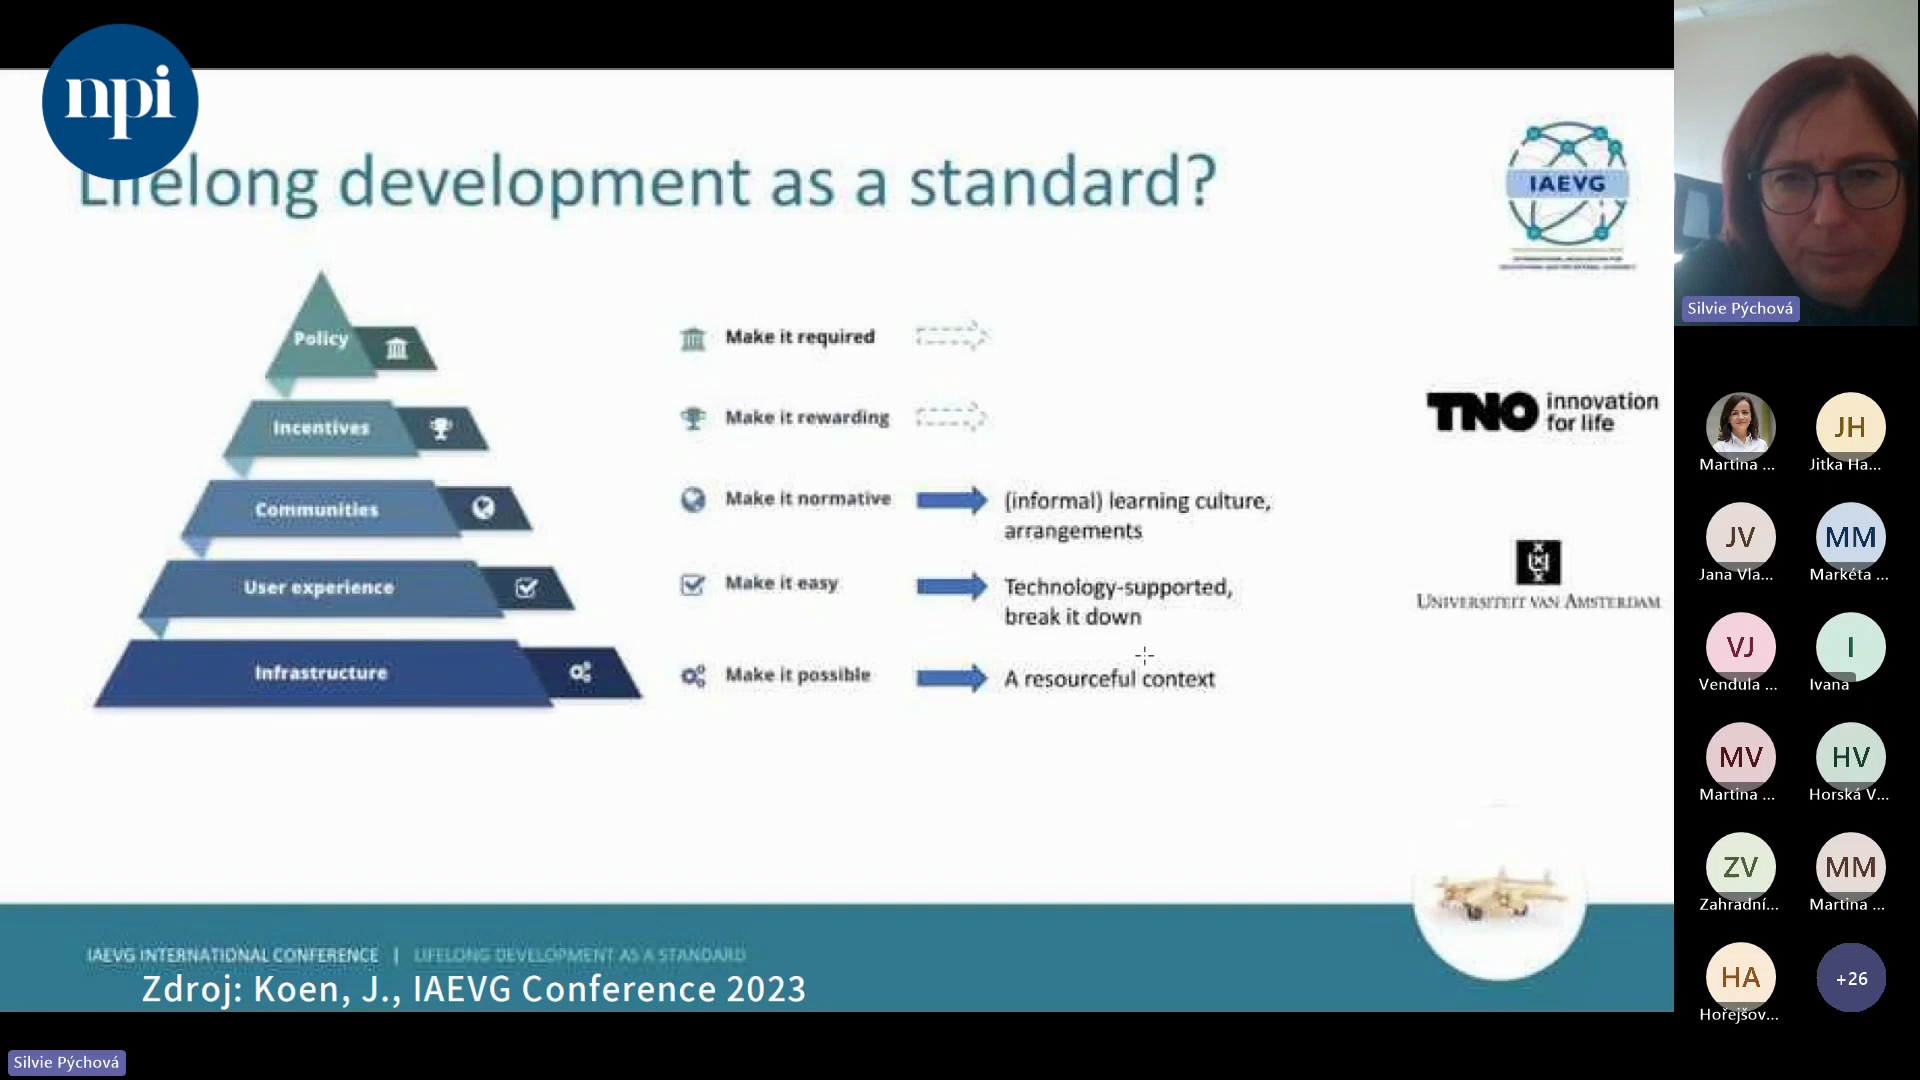 npi
Lifelong development as a standard?
IAEVG
Policy
Make it required
Incentives
Make it rewarding
TNO innovation
for life
Communities
Make it normative
(informal) learning culture,
arrangements
User experience
Make it easy
Technology-supported,
break it down
UNIVERSITEIT VAN AMSTERDAM
Infrastructure
Make it possible
A resourceful context
IAEVG INTERNATIONAL CONFERENCE | LIFELONG DEVELOPMENT AS A STANDARD
Zdroj: Koen, J., IAEVG Conference 2023
Silvie Pýchová
Silvie Pýchová
Martina ...
JH
Jitka Ha...
JV
Jana Vla...
MM
Markéta ...
VJ
Vendula ...
I
Ivana
MV
Martina ...
HV
Horská V...
ZV
Zahradní...
MM
Martina ...
HA
Hořejšov...
+26